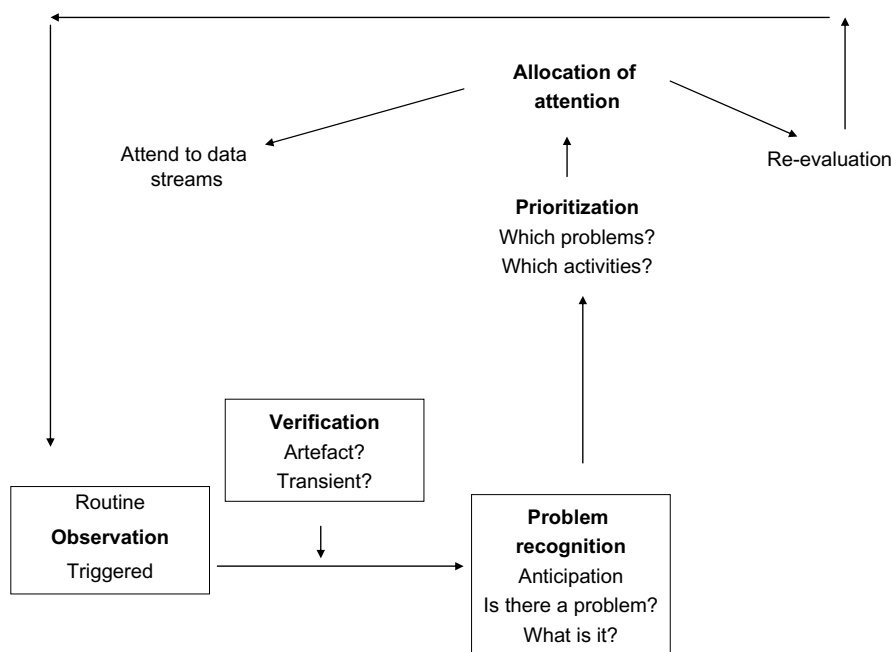 Allocation of
attention
Attend to data
streams
Re-evaluation
Prioritization
Which problems?
Which activities?
Verification
Artefact?
Transient?
Routine
Observation
Triggered
Problem
recognition
Anticipation
Is there a problem?
What is it?